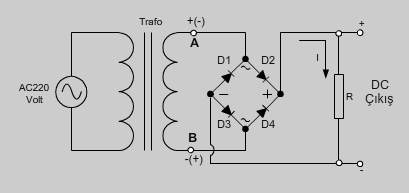 Trafo
+(-)
A
AC220
Volt
D1
D2
~
−
+
D3
D4
~
B
-(+)
I
R
+
DC
Çıkış
-